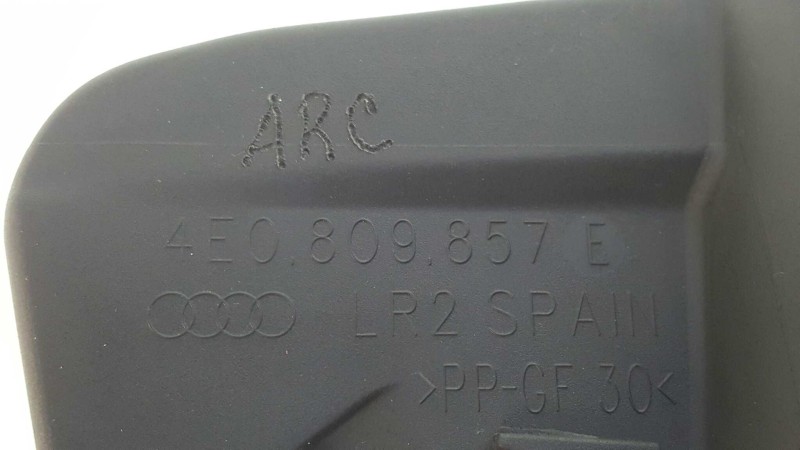 ARC
4E0.809.857 E
LR2 SPAIN
>PP-GF 30<